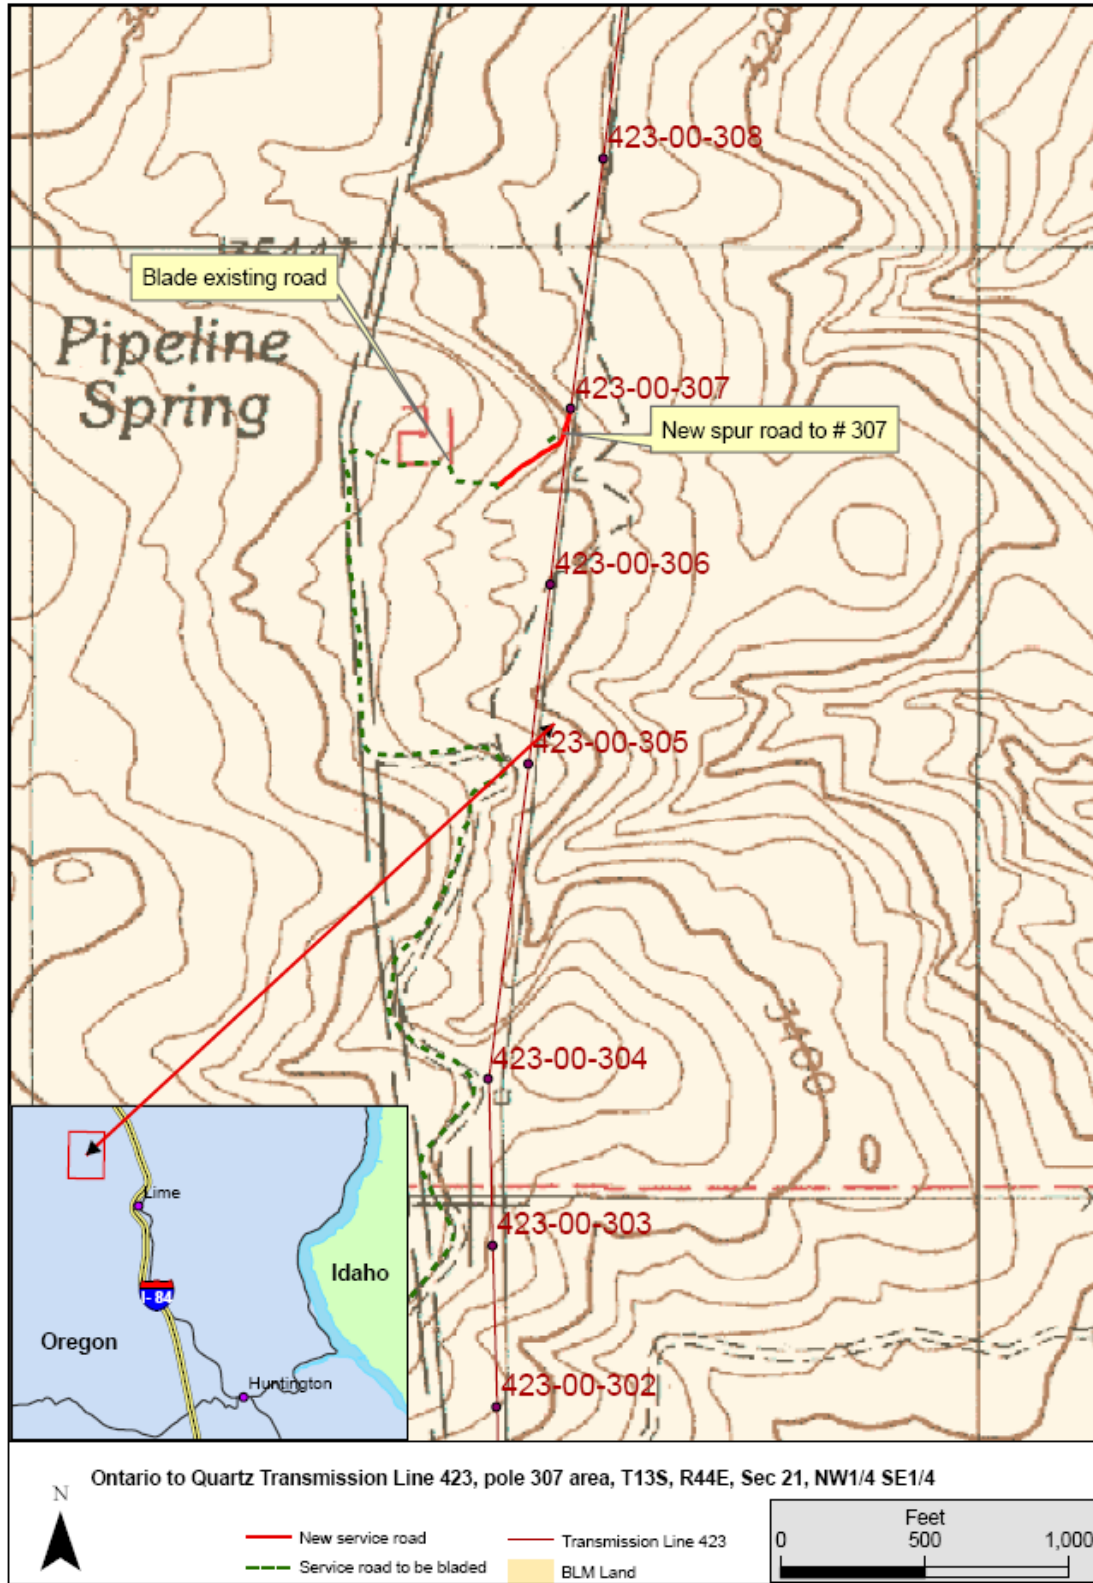 3200
423-00-308
3544T
Blade existing road
Pipeline
Spring
21
423-00-307
New spur road to # 307
423-00-306
423-00-305
423-00-304
3400
423-00-303
423-00-302
Lime
I-84
Idaho
Oregon
Huntington
Ontario to Quartz Transmission Line 423, pole 307 area, T13S, R44E, Sec 21, NW1/4 SE1/4
N
New service road
Service road to be bladed
Transmission Line 423
BLM Land
Feet
0 500 1,000